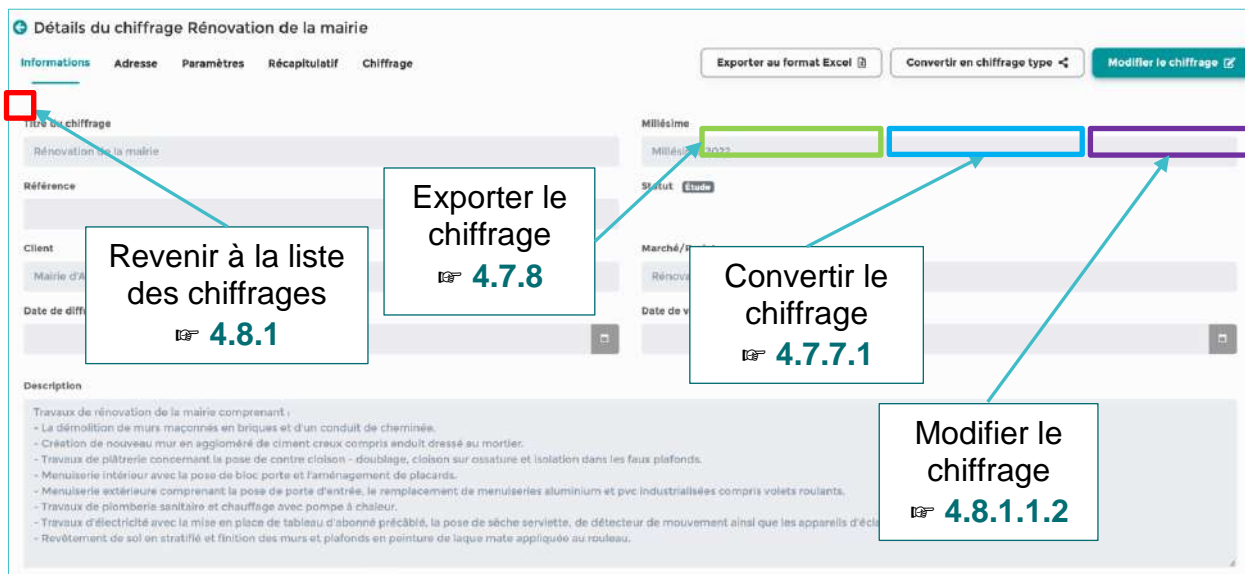 Détails du chiffrage Rénovation de la mairie
Informations Adresse Paramètres Récapitulatif Chiffrage
Exporter au format Excel Convertir en chiffrage type Modifier le chiffrage
Titre du chiffrage
Millésime
Rénovation de la mairie
Millésime 2022
Référence
Statut Étude
Exporter le
chiffrage
☞ 4.7.8
Client
Marché/
Mairie d'A
Rénova
Revenir à la liste
des chiffrages
☞ 4.8.1
Convertir le
chiffrage
☞ 4.7.7.1
Date de diff
Date de v
Description
Travaux de rénovation de la mairie comprenant :
- La démolition de murs maçonnés en briques et d'un conduit de cheminée.
- Création de nouveau mur en aggloméré de ciment creux compris enduit dressé au mortier.
- Travaux de plâtrerie concernant la pose de contre cloison - doublage, cloison sur ossature et isolation dans les faux plafonds.
- Menuiserie intérieur avec la pose de bloc porte et l'aménagement de placards.
- Menuiserie extérieure comprenant la pose de porte d'entrée, le remplacement de menuiseries aluminium et pvc industrialisées compris volets roulants.
- Travaux de plomberie sanitaire et chauffage avec pompe à chaleur.
- Travaux d'électricité avec la mise en place de tableau d'abonné précâblé, la pose de sèche serviette, de détecteur de mouvement ainsi que les appareils d'écla
- Revêtement de sol en stratifié et finition des murs et plafonds en peinture de laque mate appliquée au rouleau.
Modifier le
chiffrage
☞ 4.8.1.1.2